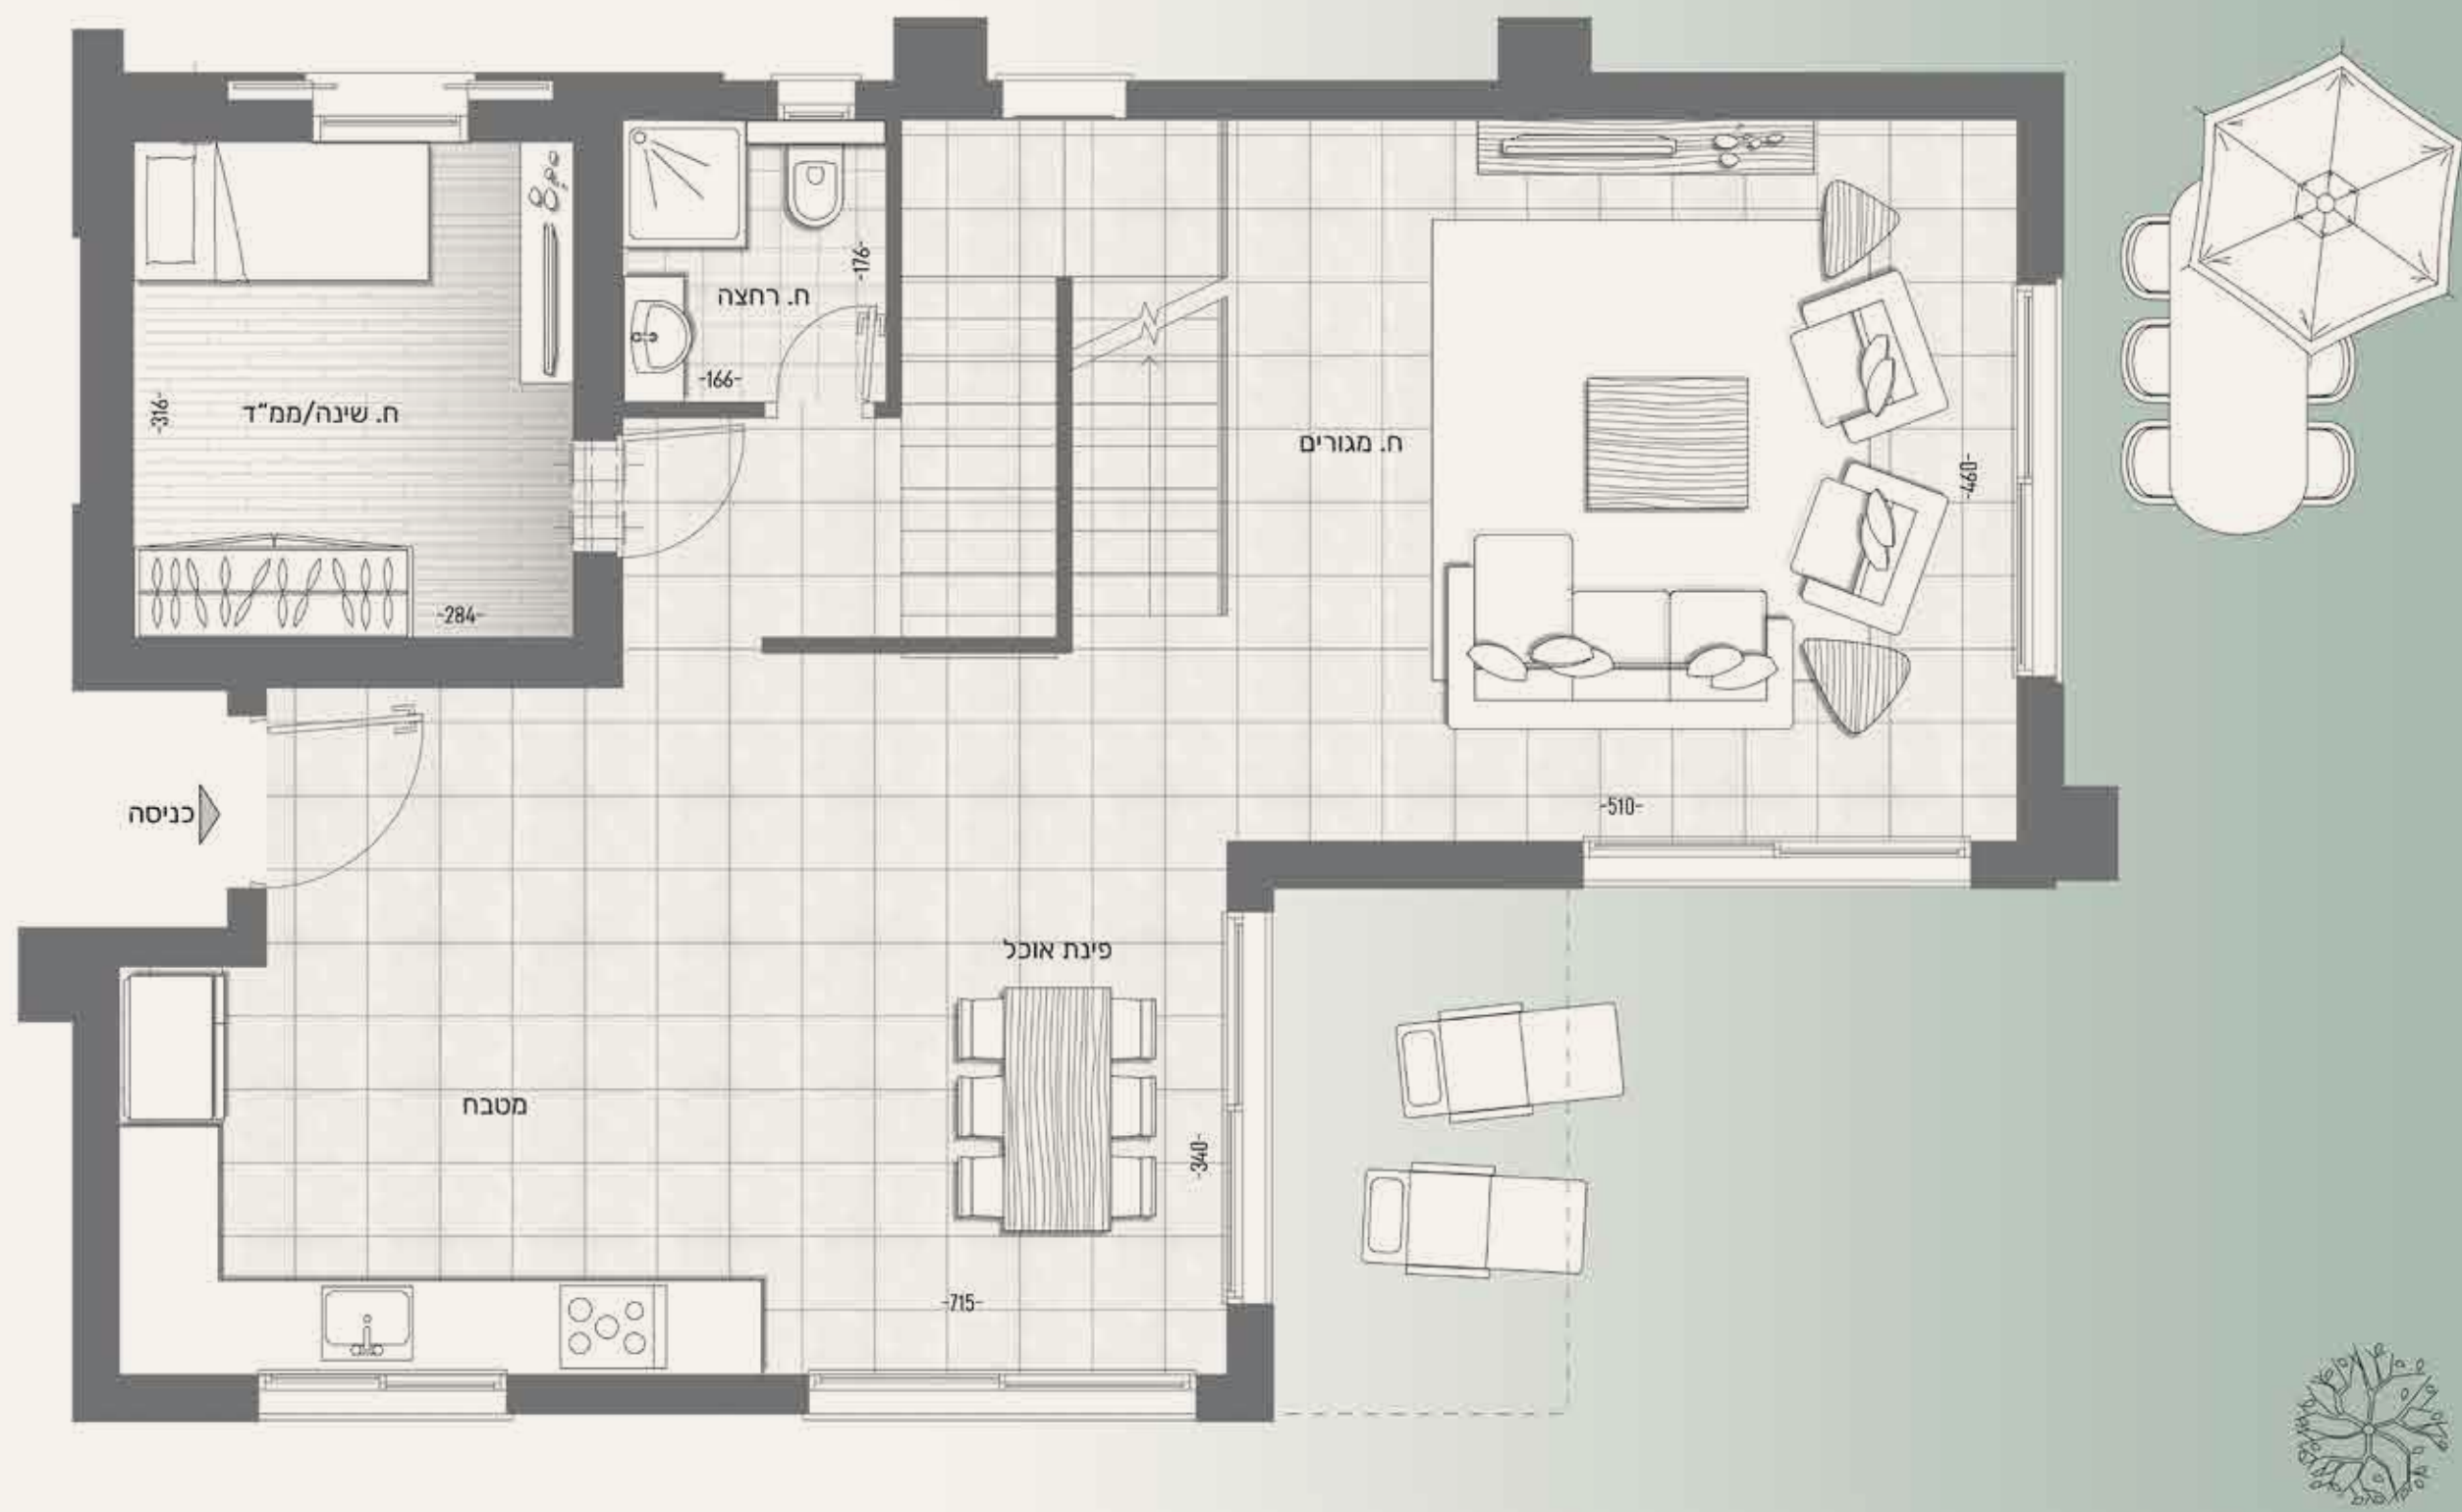 ח. רחצה
-176-
-166-
ח. שינה/ממ"ד
-316-
-284-
ח. מגורים
-460-
-510-
כניסה
פינת אוכל
מטבח
-340-
-715-